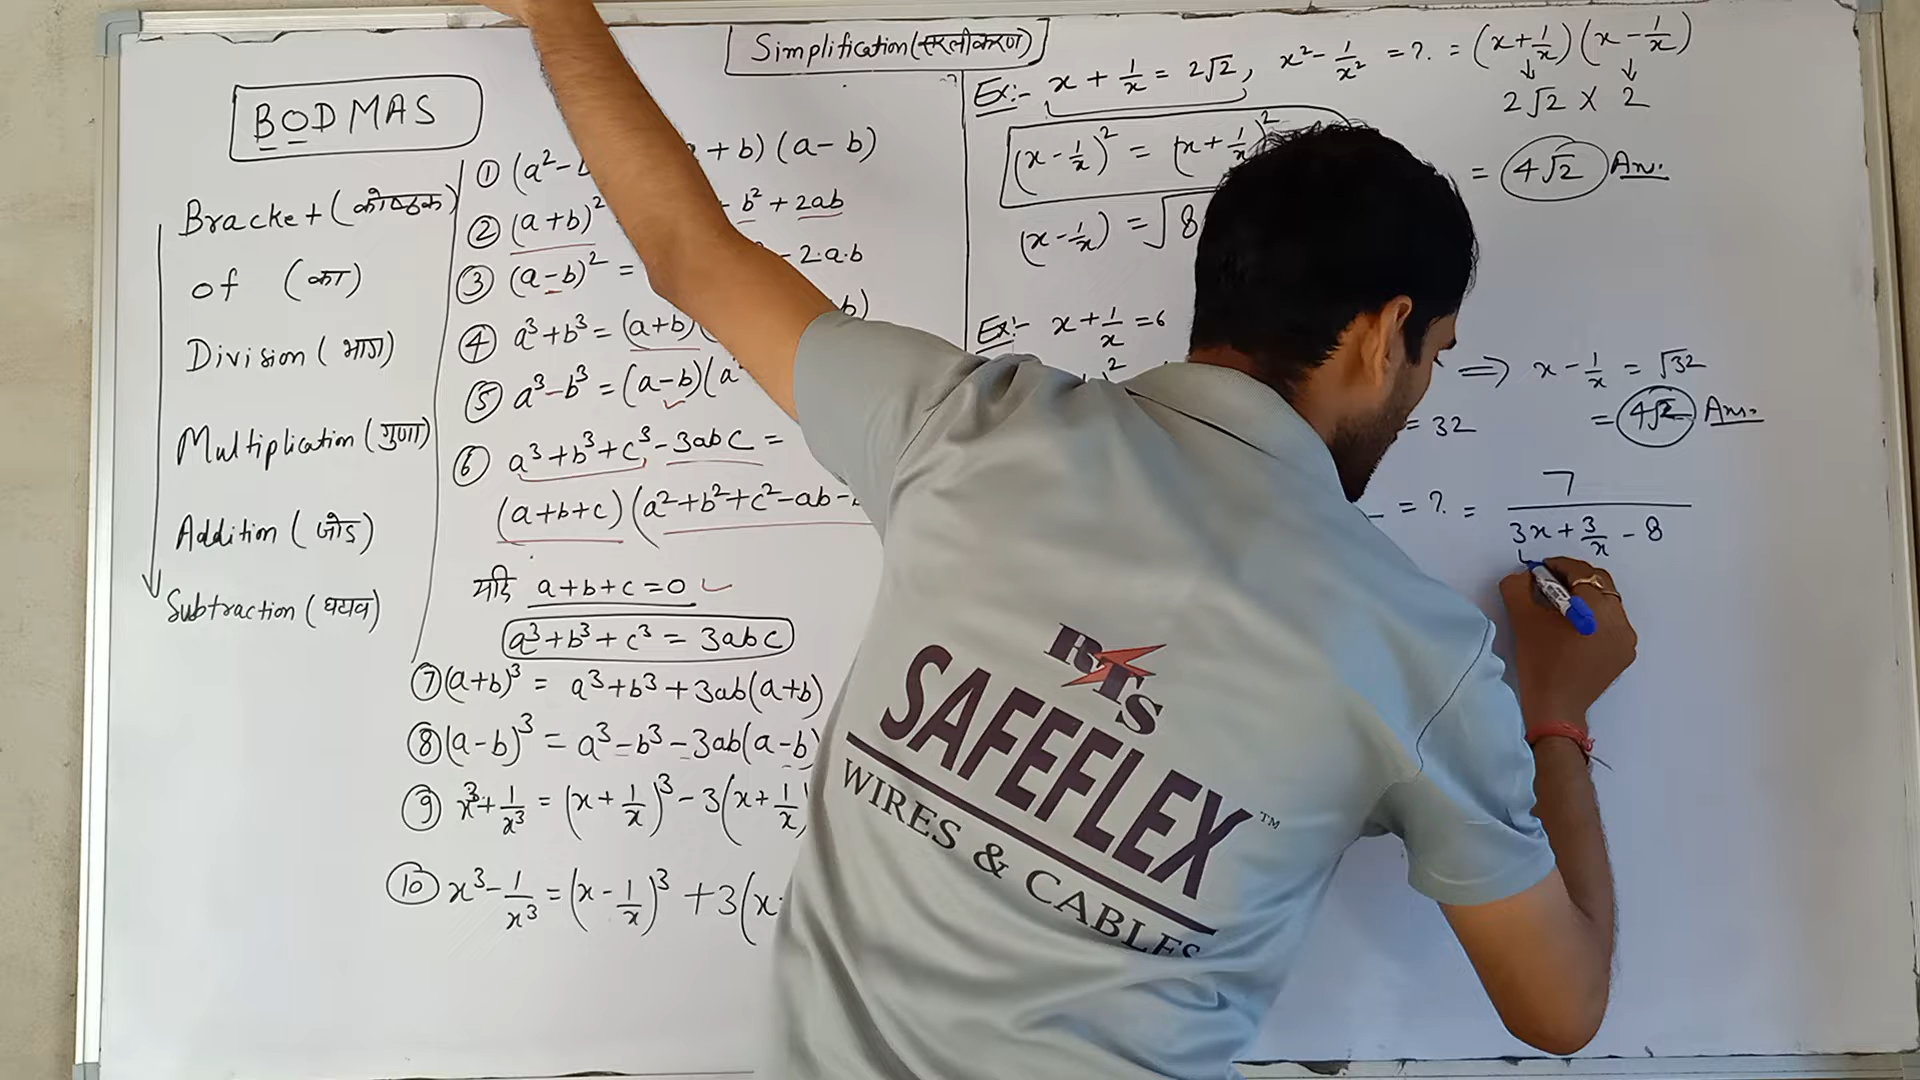 Simplification (सरलीकरण)
BODMAS
Bracket (कोष्ठक)
of (का)
Division (भाग)
Multiplication (गुणा)
Addition (जोड़)
Subtraction (घटाव)
① (a² -
+ b) (a - b)
② (a + b)²
b² + 2ab
③ (a - b)² =
- 2·a·b
④ a³ + b³ = (a+b)
b)
⑤ a³ - b³ = (a - b)(a
⑥ a³ + b³ + c³ - 3abc =
(a+b+c) (a² + b² + c² - ab -
यदि a+b+c = 0
a³ + b³ + c³ = 3abc
⑦ (a+b)³ = a³ + b³ + 3ab(a+b)
⑧ (a-b)³ = a³ - b³ - 3ab(a-b)
⑨ x³ + 1/x³ = (x + 1/x)³ - 3(x + 1/x)
⑩ x³ - 1/x³ = (x - 1/x)³ + 3(x
Ex:- x + 1/x = 2√2, x² - 1/x² = ?. = (x + 1/x) (x - 1/x)
2√2 X 2
(x - 1/x)² = (x + 1/x)²
= 4√2 Ans.
(x - 1/x) = √8
Ex:- x + 1/x = 6
⇒ x - 1/x = √32
= 32
= 4√2 Ans.
= ? = 7/(3x + 3/x - 8)
RTS
SAFEFLEX™
WIRES & CABLES